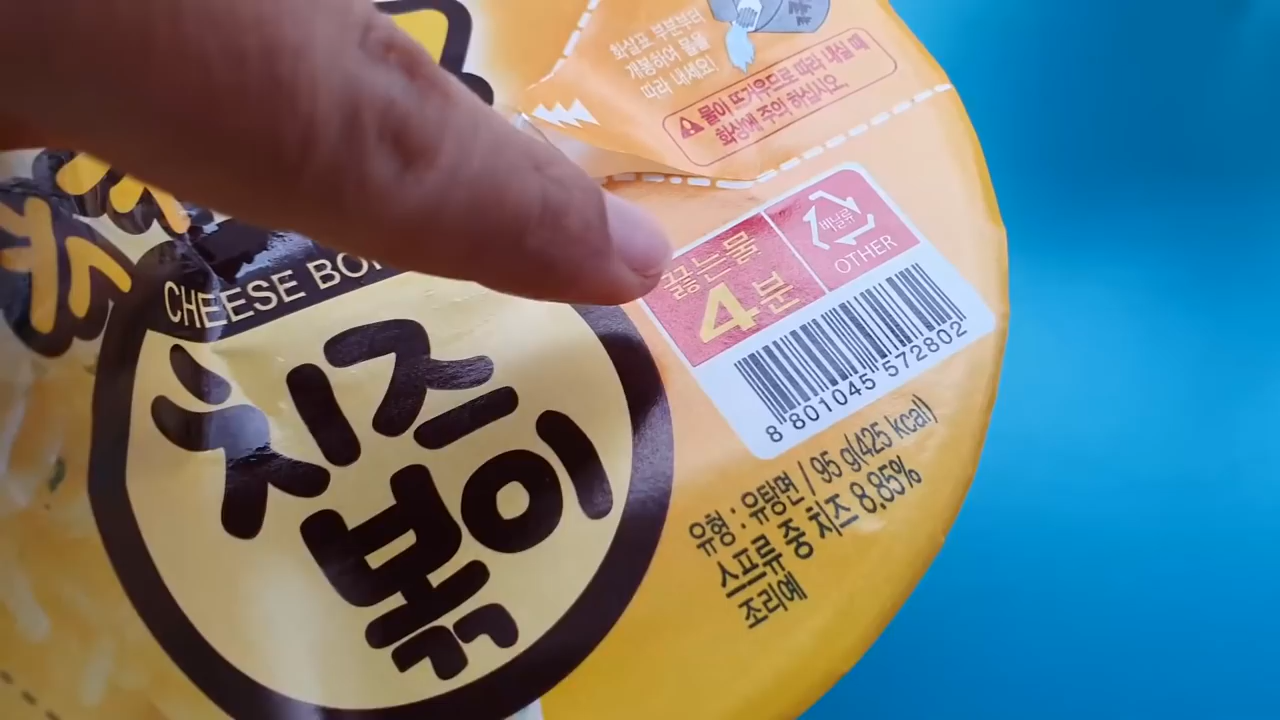 화살표 부분부터
개봉하여 물을
따라 내세요!
물이 뜨거우므로 따라 내실 때
화상에 주의 하십시오.
끓는물
4분
비닐류
OTHER
8 801045 572802
CHEESE
치즈
볶이
유형 : 유탕면 / 95 g(425 kcal)
스프류 중 치즈 8.85%
조리예